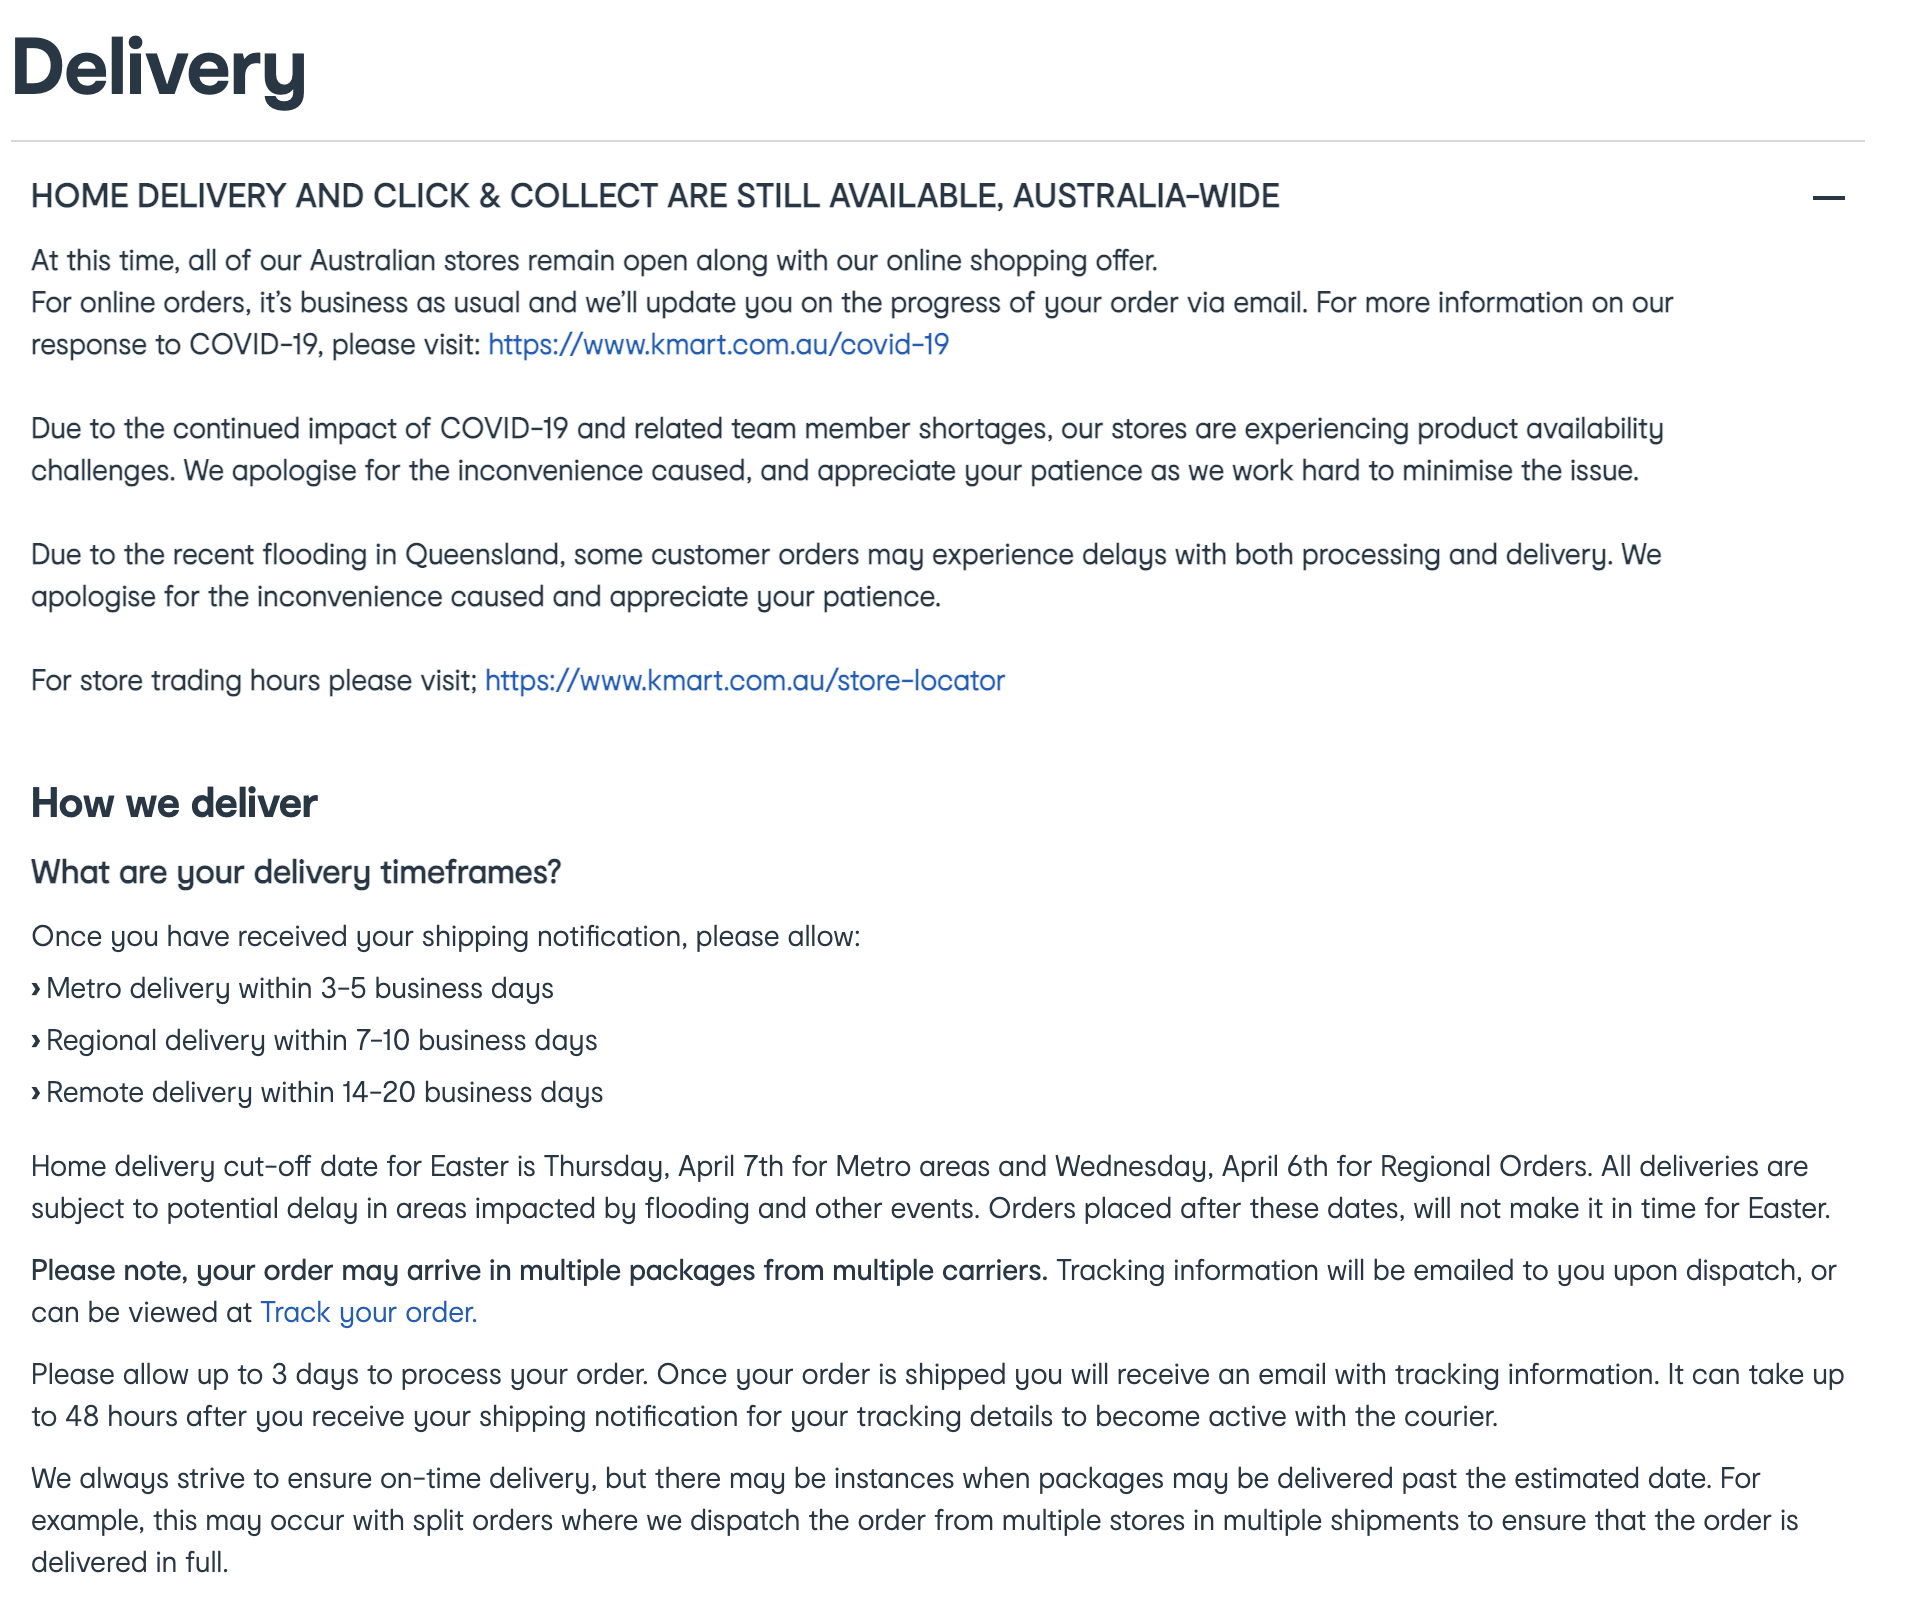 Delivery
HOME DELIVERY AND CLICK & COLLECT ARE STILL AVAILABLE, AUSTRALIA-WIDE
At this time, all of our Australian stores remain open along with our online shopping offer.
For online orders, it’s business as usual and we’ll update you on the progress of your order via email. For more information on our
response to COVID-19, please visit: https://www.kmart.com.au/covid-19
Due to the continued impact of COVID-19 and related team member shortages, our stores are experiencing product availability
challenges. We apologise for the inconvenience caused, and appreciate your patience as we work hard to minimise the issue.
Due to the recent flooding in Queensland, some customer orders may experience delays with both processing and delivery. We
apologise for the inconvenience caused and appreciate your patience.
For store trading hours please visit; https://www.kmart.com.au/store-locator
How we deliver
What are your delivery timeframes?
Once you have received your shipping notification, please allow:
› Metro delivery within 3-5 business days
› Regional delivery within 7-10 business days
› Remote delivery within 14-20 business days
Home delivery cut-off date for Easter is Thursday, April 7th for Metro areas and Wednesday, April 6th for Regional Orders. All deliveries are
subject to potential delay in areas impacted by flooding and other events. Orders placed after these dates, will not make it in time for Easter.
Please note, your order may arrive in multiple packages from multiple carriers. Tracking information will be emailed to you upon dispatch, or
can be viewed at Track your order.
Please allow up to 3 days to process your order. Once your order is shipped you will receive an email with tracking information. It can take up
to 48 hours after you receive your shipping notification for your tracking details to become active with the courier.
We always strive to ensure on-time delivery, but there may be instances when packages may be delivered past the estimated date. For
example, this may occur with split orders where we dispatch the order from multiple stores in multiple shipments to ensure that the order is
delivered in full.